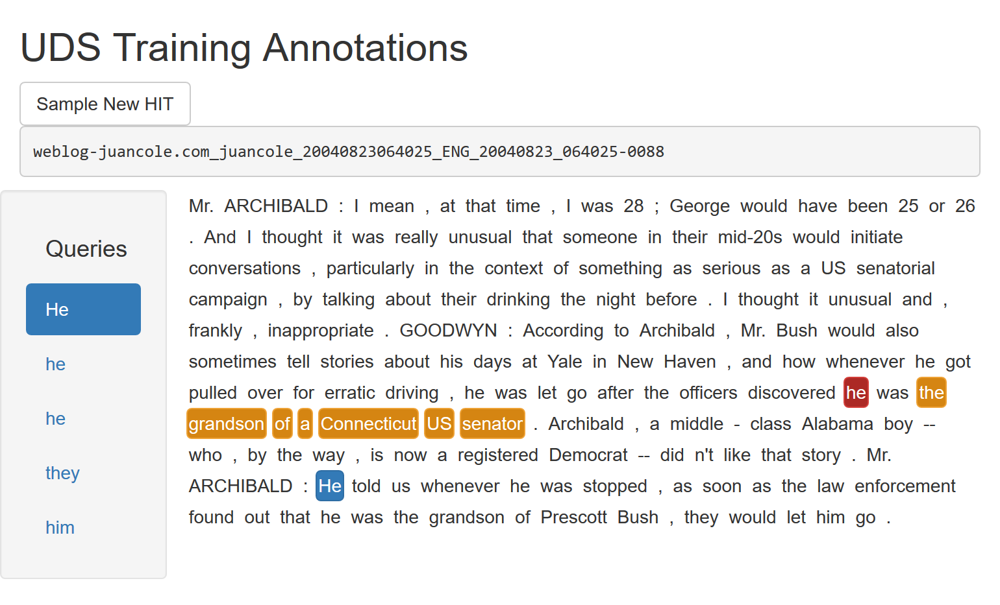 UDS Training Annotations
Sample New HIT
weblog-juancole.com_juancole_20040823064025_ENG_20040823_064025-0088
Queries
He
he
he
they
him
Mr. ARCHIBALD : I mean , at that time , I was 28 ; George would have been 25 or 26
. And I thought it was really unusual that someone in their mid-20s would initiate
conversations , particularly in the context of something as serious as a US senatorial
campaign , by talking about their drinking the night before . I thought it unusual and ,
frankly , inappropriate . GOODWYN : According to Archibald , Mr. Bush would also
sometimes tell stories about his days at Yale in New Haven , and how whenever he got
pulled over for erratic driving , he was let go after the officers discovered he was the
grandson of a Connecticut US senator . Archibald , a middle - class Alabama boy --
who , by the way , is now a registered Democrat -- did n't like that story . Mr.
ARCHIBALD : He told us whenever he was stopped , as soon as the law enforcement
found out that he was the grandson of Prescott Bush , they would let him go .